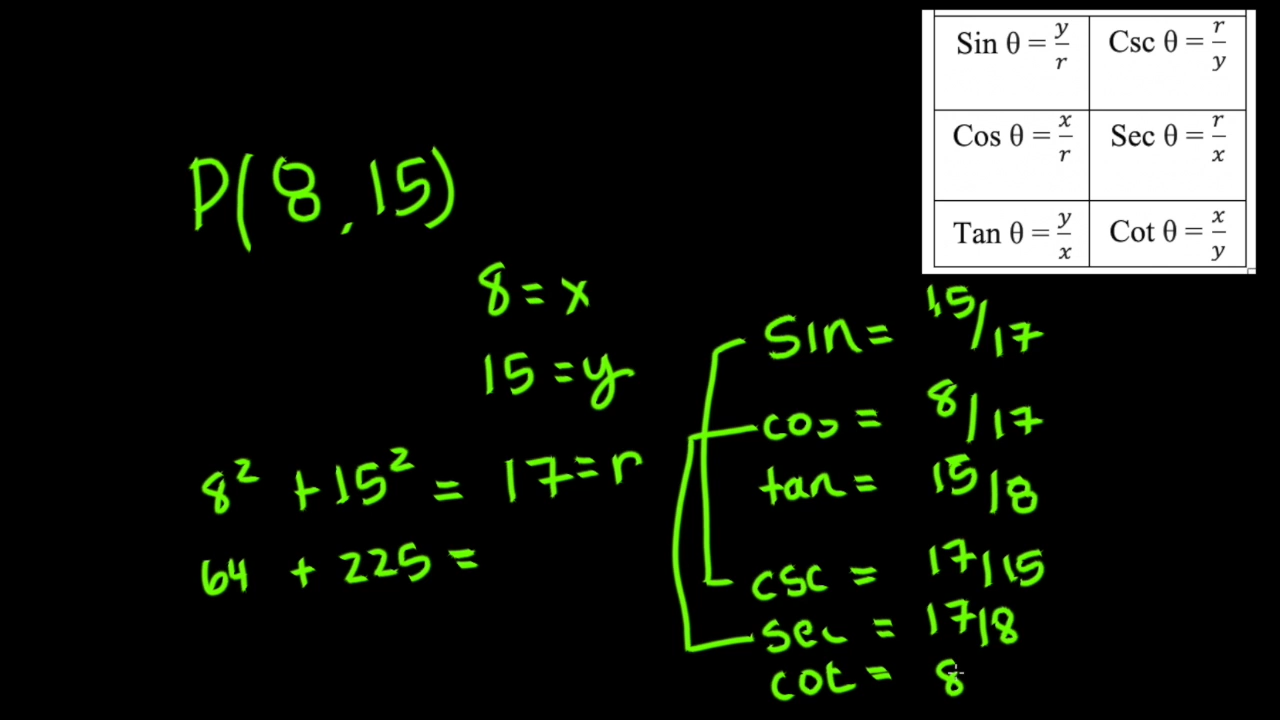 Sin θ = y/r
Csc θ = r/y
Cos θ = x/r
Sec θ = r/x
Tan θ = y/x
Cot θ = x/y
P(8,15)
8 = x
15 = y
8² + 15² = 17 = r
64 + 225 =
Sin = 15/17
cos = 8/17
tan = 15/8
csc = 17/15
sec = 17/8
cot = 8